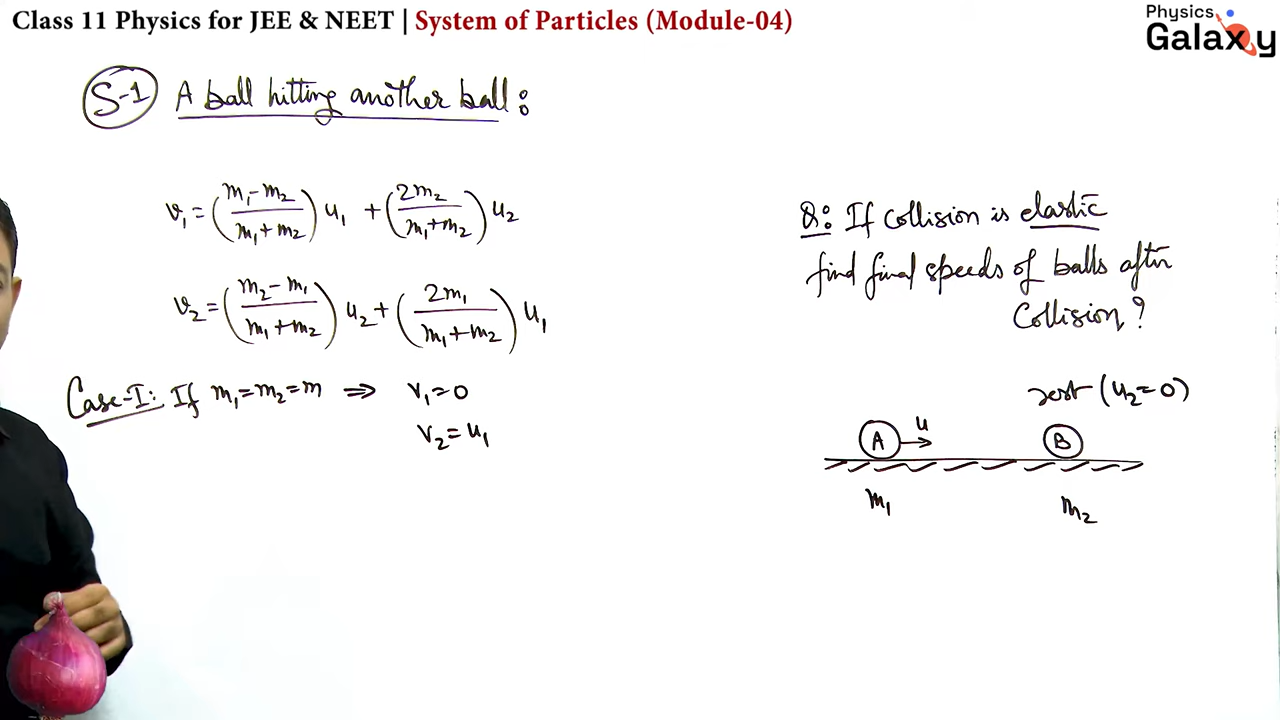 Class 11 Physics for JEE & NEET | System of Particles (Module-04)
Physics
Galaxy
S-1 A ball hitting another ball:
v₁ = ((m₁-m₂)/(m₁+m₂)) u₁ + (2m₂/(m₁+m₂)) u₂
v₂ = ((m₂-m₁)/(m₁+m₂)) u₂ + (2m₁/(m₁+m₂)) u₁
Case-I: If m₁=m₂=m ⇒ v₁=0
v₂=u₁
Q: If Collision is elastic
find final speeds of balls after
Collision?
rest (u₂=0)
A → u
B
m₁
m₂